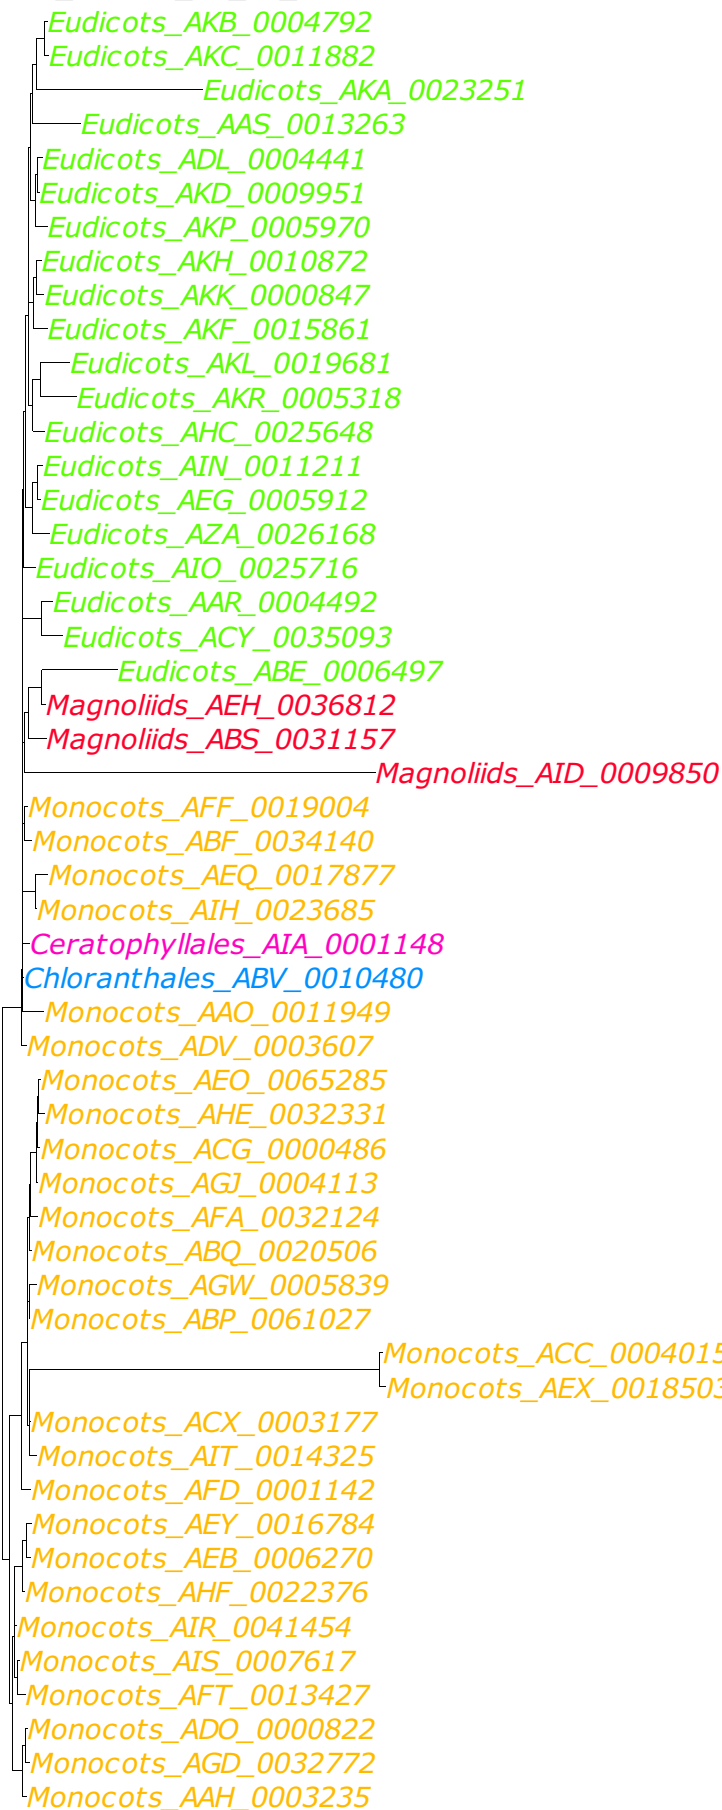 Eudicots_AKB_0004792
Eudicots_AKC_0011882
Eudicots_AKA_0023251
Eudicots_AAS_0013263
Eudicots_ADL_0004441
Eudicots_AKD_0009951
Eudicots_AKP_0005970
Eudicots_AKH_0010872
Eudicots_AKK_0000847
Eudicots_AKF_0015861
Eudicots_AKL_0019681
Eudicots_AKR_0005318
Eudicots_AHC_0025648
Eudicots_AIN_0011211
Eudicots_AEG_0005912
Eudicots_AZA_0026168
Eudicots_AIO_0025716
Eudicots_AAR_0004492
Eudicots_ACY_0035093
Eudicots_ABE_0006497
Magnoliids_AEH_0036812
Magnoliids_ABS_0031157
Magnoliids_AID_0009850
Monocots_AFF_0019004
Monocots_ABF_0034140
Monocots_AEQ_0017877
Monocots_AIH_0023685
Ceratophyllales_AIA_0001148
Chloranthales_ABV_0010480
Monocots_AAO_0011949
Monocots_ADV_0003607
Monocots_AEO_0065285
Monocots_AHE_0032331
Monocots_ACG_0000486
Monocots_AGJ_0004113
Monocots_AFA_0032124
Monocots_ABQ_0020506
Monocots_AGW_0005839
Monocots_ABP_0061027
Monocots_ACC_0004015
Monocots_AEX_0018503
Monocots_ACX_0003177
Monocots_AIT_0014325
Monocots_AFD_0001142
Monocots_AEY_0016784
Monocots_AEB_0006270
Monocots_AHF_0022376
Monocots_AIR_0041454
Monocots_AIS_0007617
Monocots_AFT_0013427
Monocots_ADO_0000822
Monocots_AGD_0032772
Monocots_AAH_0003235